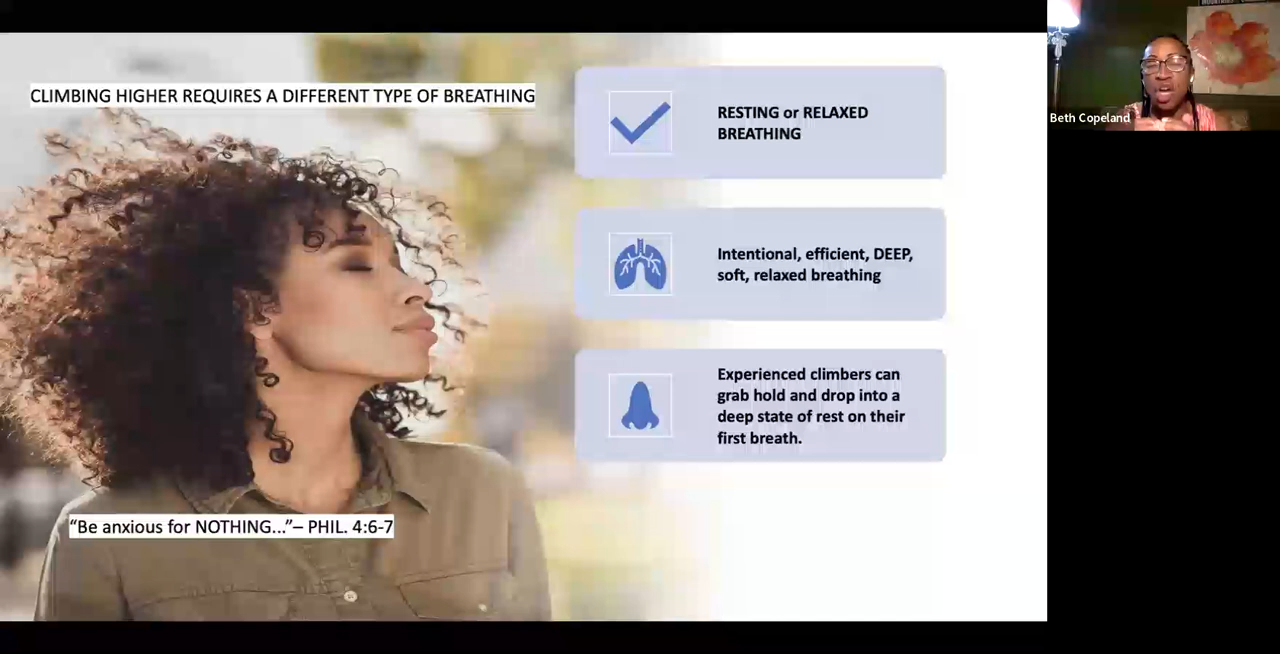 CLIMBING HIGHER REQUIRES A DIFFERENT TYPE OF BREATHING
RESTING or RELAXED
BREATHING
Intentional, efficient, DEEP,
soft, relaxed breathing
Experienced climbers can
grab hold and drop into a
deep state of rest on their
first breath.
“Be anxious for NOTHING...”– PHIL. 4:6-7
Beth Copeland